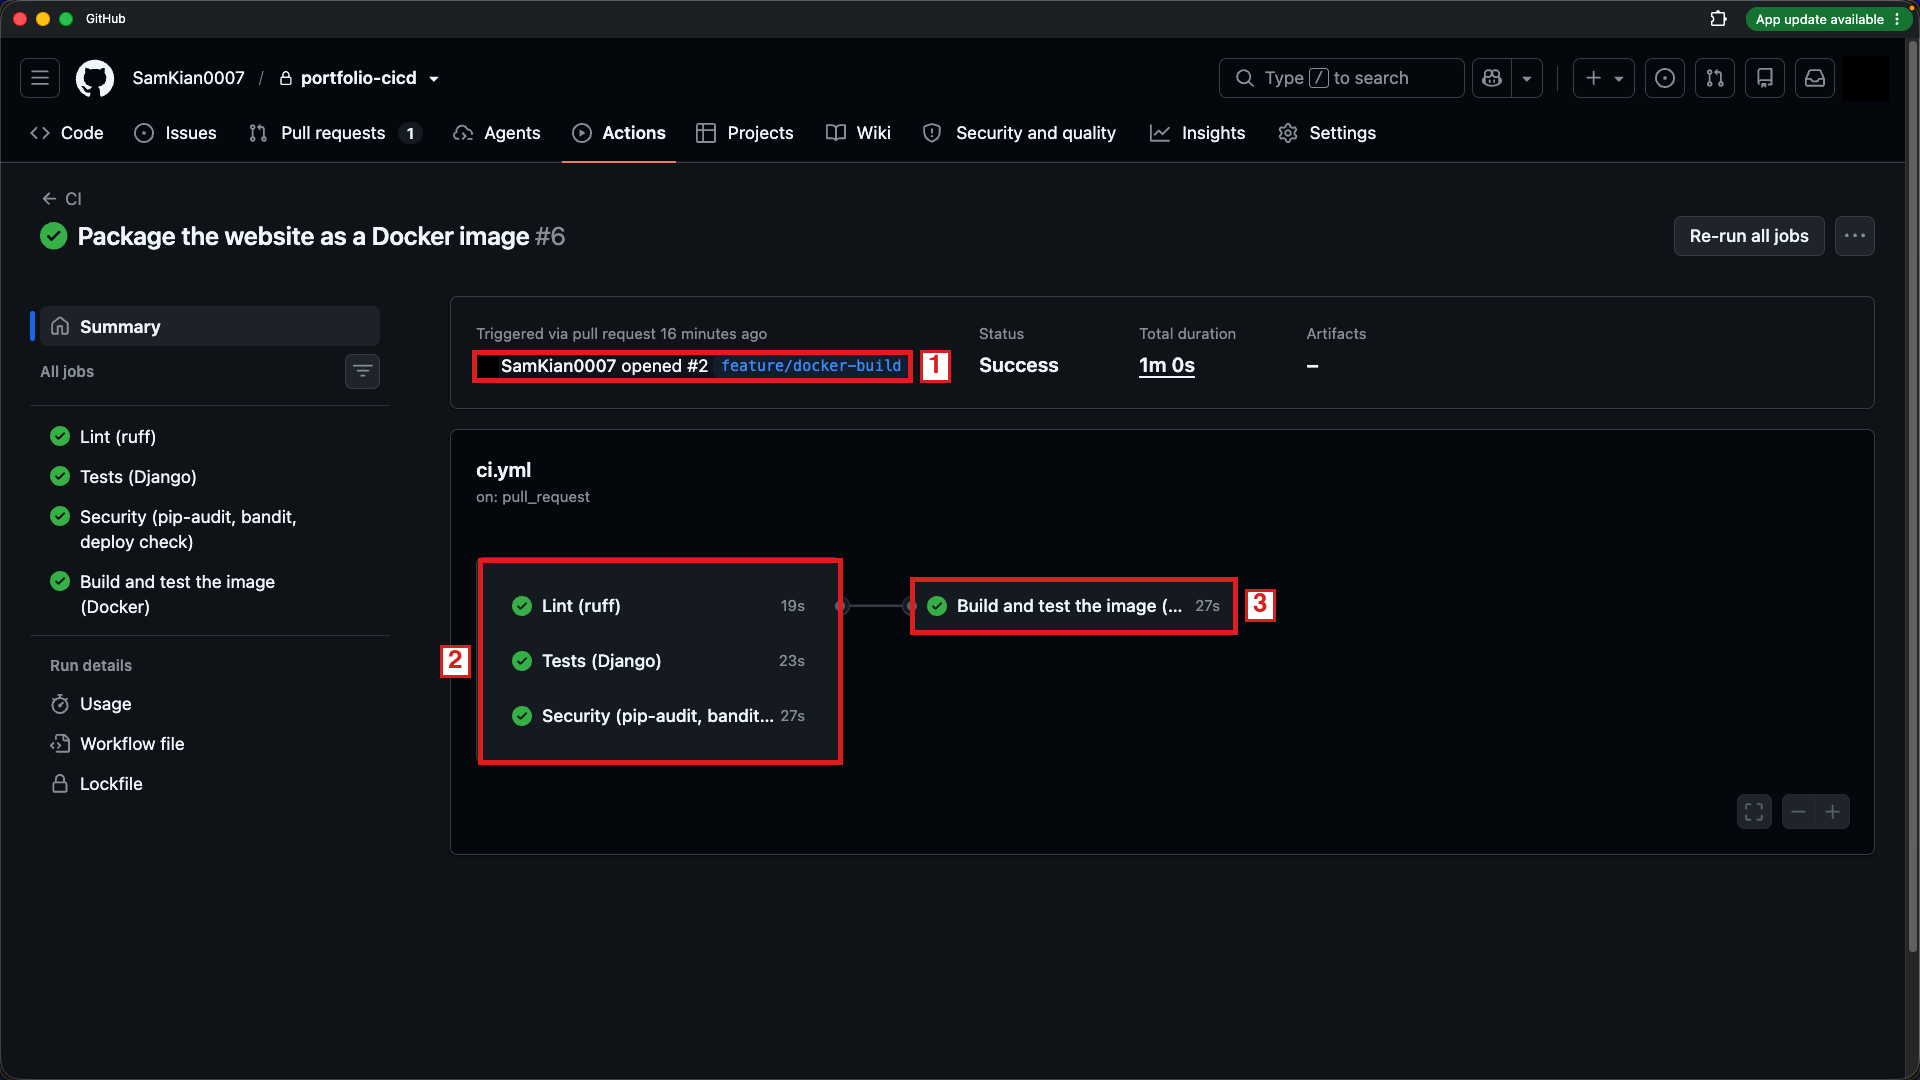 GitHub
App update available
SamKian0007 / portfolio-cicd
Type / to search
Code
Issues
Pull requests 1
Agents
Actions
Projects
Wiki
Security and quality
Insights
Settings
CI
Package the website as a Docker image #6
Re-run all jobs
Summary
All jobs
Lint (ruff)
Tests (Django)
Security (pip-audit, bandit,
deploy check)
Build and test the image
(Docker)
Run details
Usage
Workflow file
Lockfile
Triggered via pull request 16 minutes ago
SamKian0007 opened #2 feature/docker-build
1
Status
Success
Total duration
1m 0s
Artifacts
–
ci.yml
on: pull_request
2
Lint (ruff) 19s
Tests (Django) 23s
Security (pip-audit, bandit... 27s
Build and test the image (... 27s
3